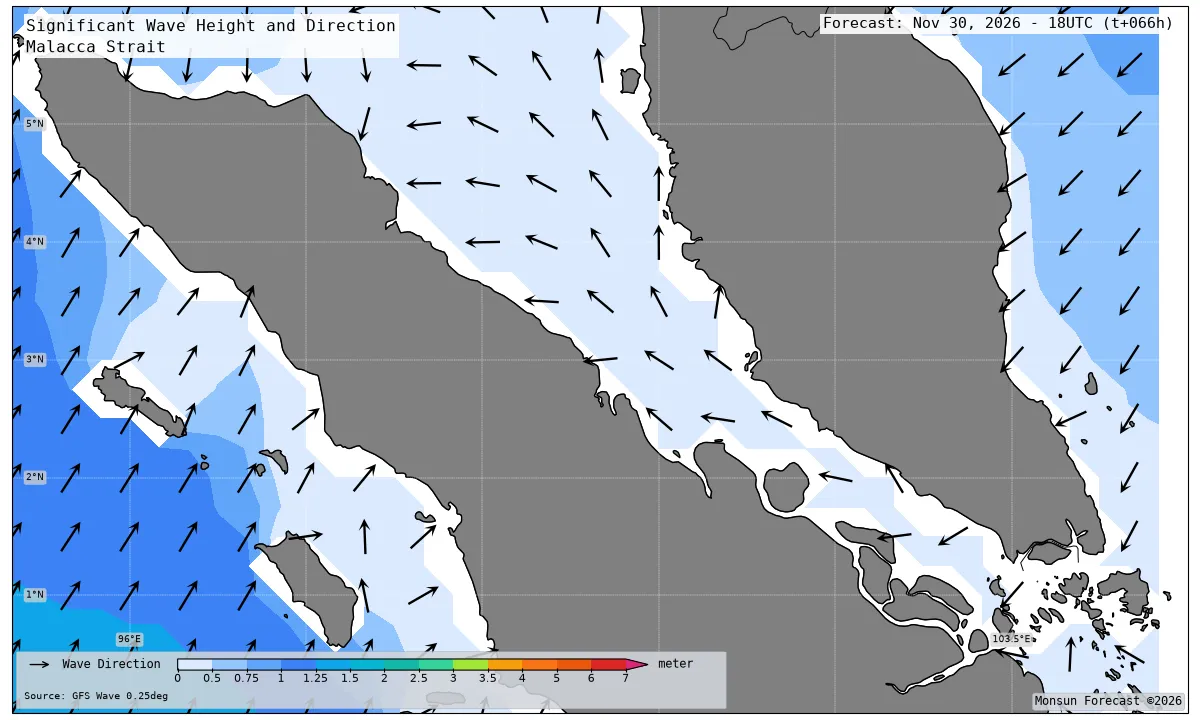 Significant Wave Height and Direction
Malacca Strait
Forecast: Nov 30, 2026 - 18UTC (t+066h)
5°N
4°N
3°N
2°N
1°N
96°E
103.5°E
Wave Direction
meter
0 0.5 0.75 1 1.25 1.5 2 2.5 3 3.5 4 5 6 7
Source: GFS Wave 0.25deg
Monsun Forecast ©2026